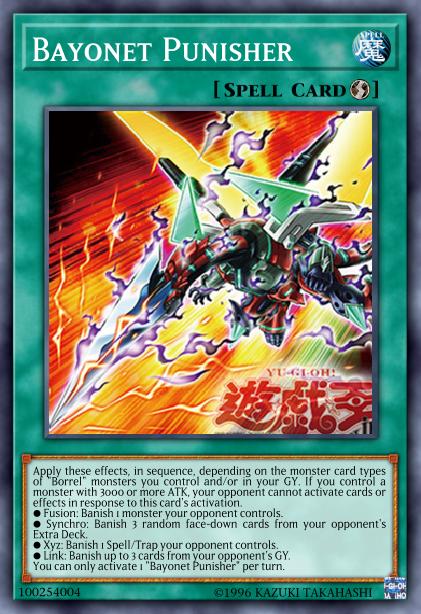 BAYONET PUNISHER
SPELL
魔
[SPELL CARD]
YU-GI-OH!
遊戯王
Apply these effects, in sequence, depending on the monster card types
of "Borrel" monsters you control and/or in your GY. If you control a
monster with 3000 or more ATK, your opponent cannot activate cards or
effects in response to this card's activation.
● Fusion: Banish 1 monster your opponent controls.
● Synchro: Banish 3 random face-down cards from your opponent's
Extra Deck.
● Xyz: Banish 1 Spell/Trap your opponent controls.
● Link: Banish up to 3 cards from your opponent's GY.
You can only activate 1 "Bayonet Punisher" per turn.
100254004
©1996 KAZUKI TAKAHASHI